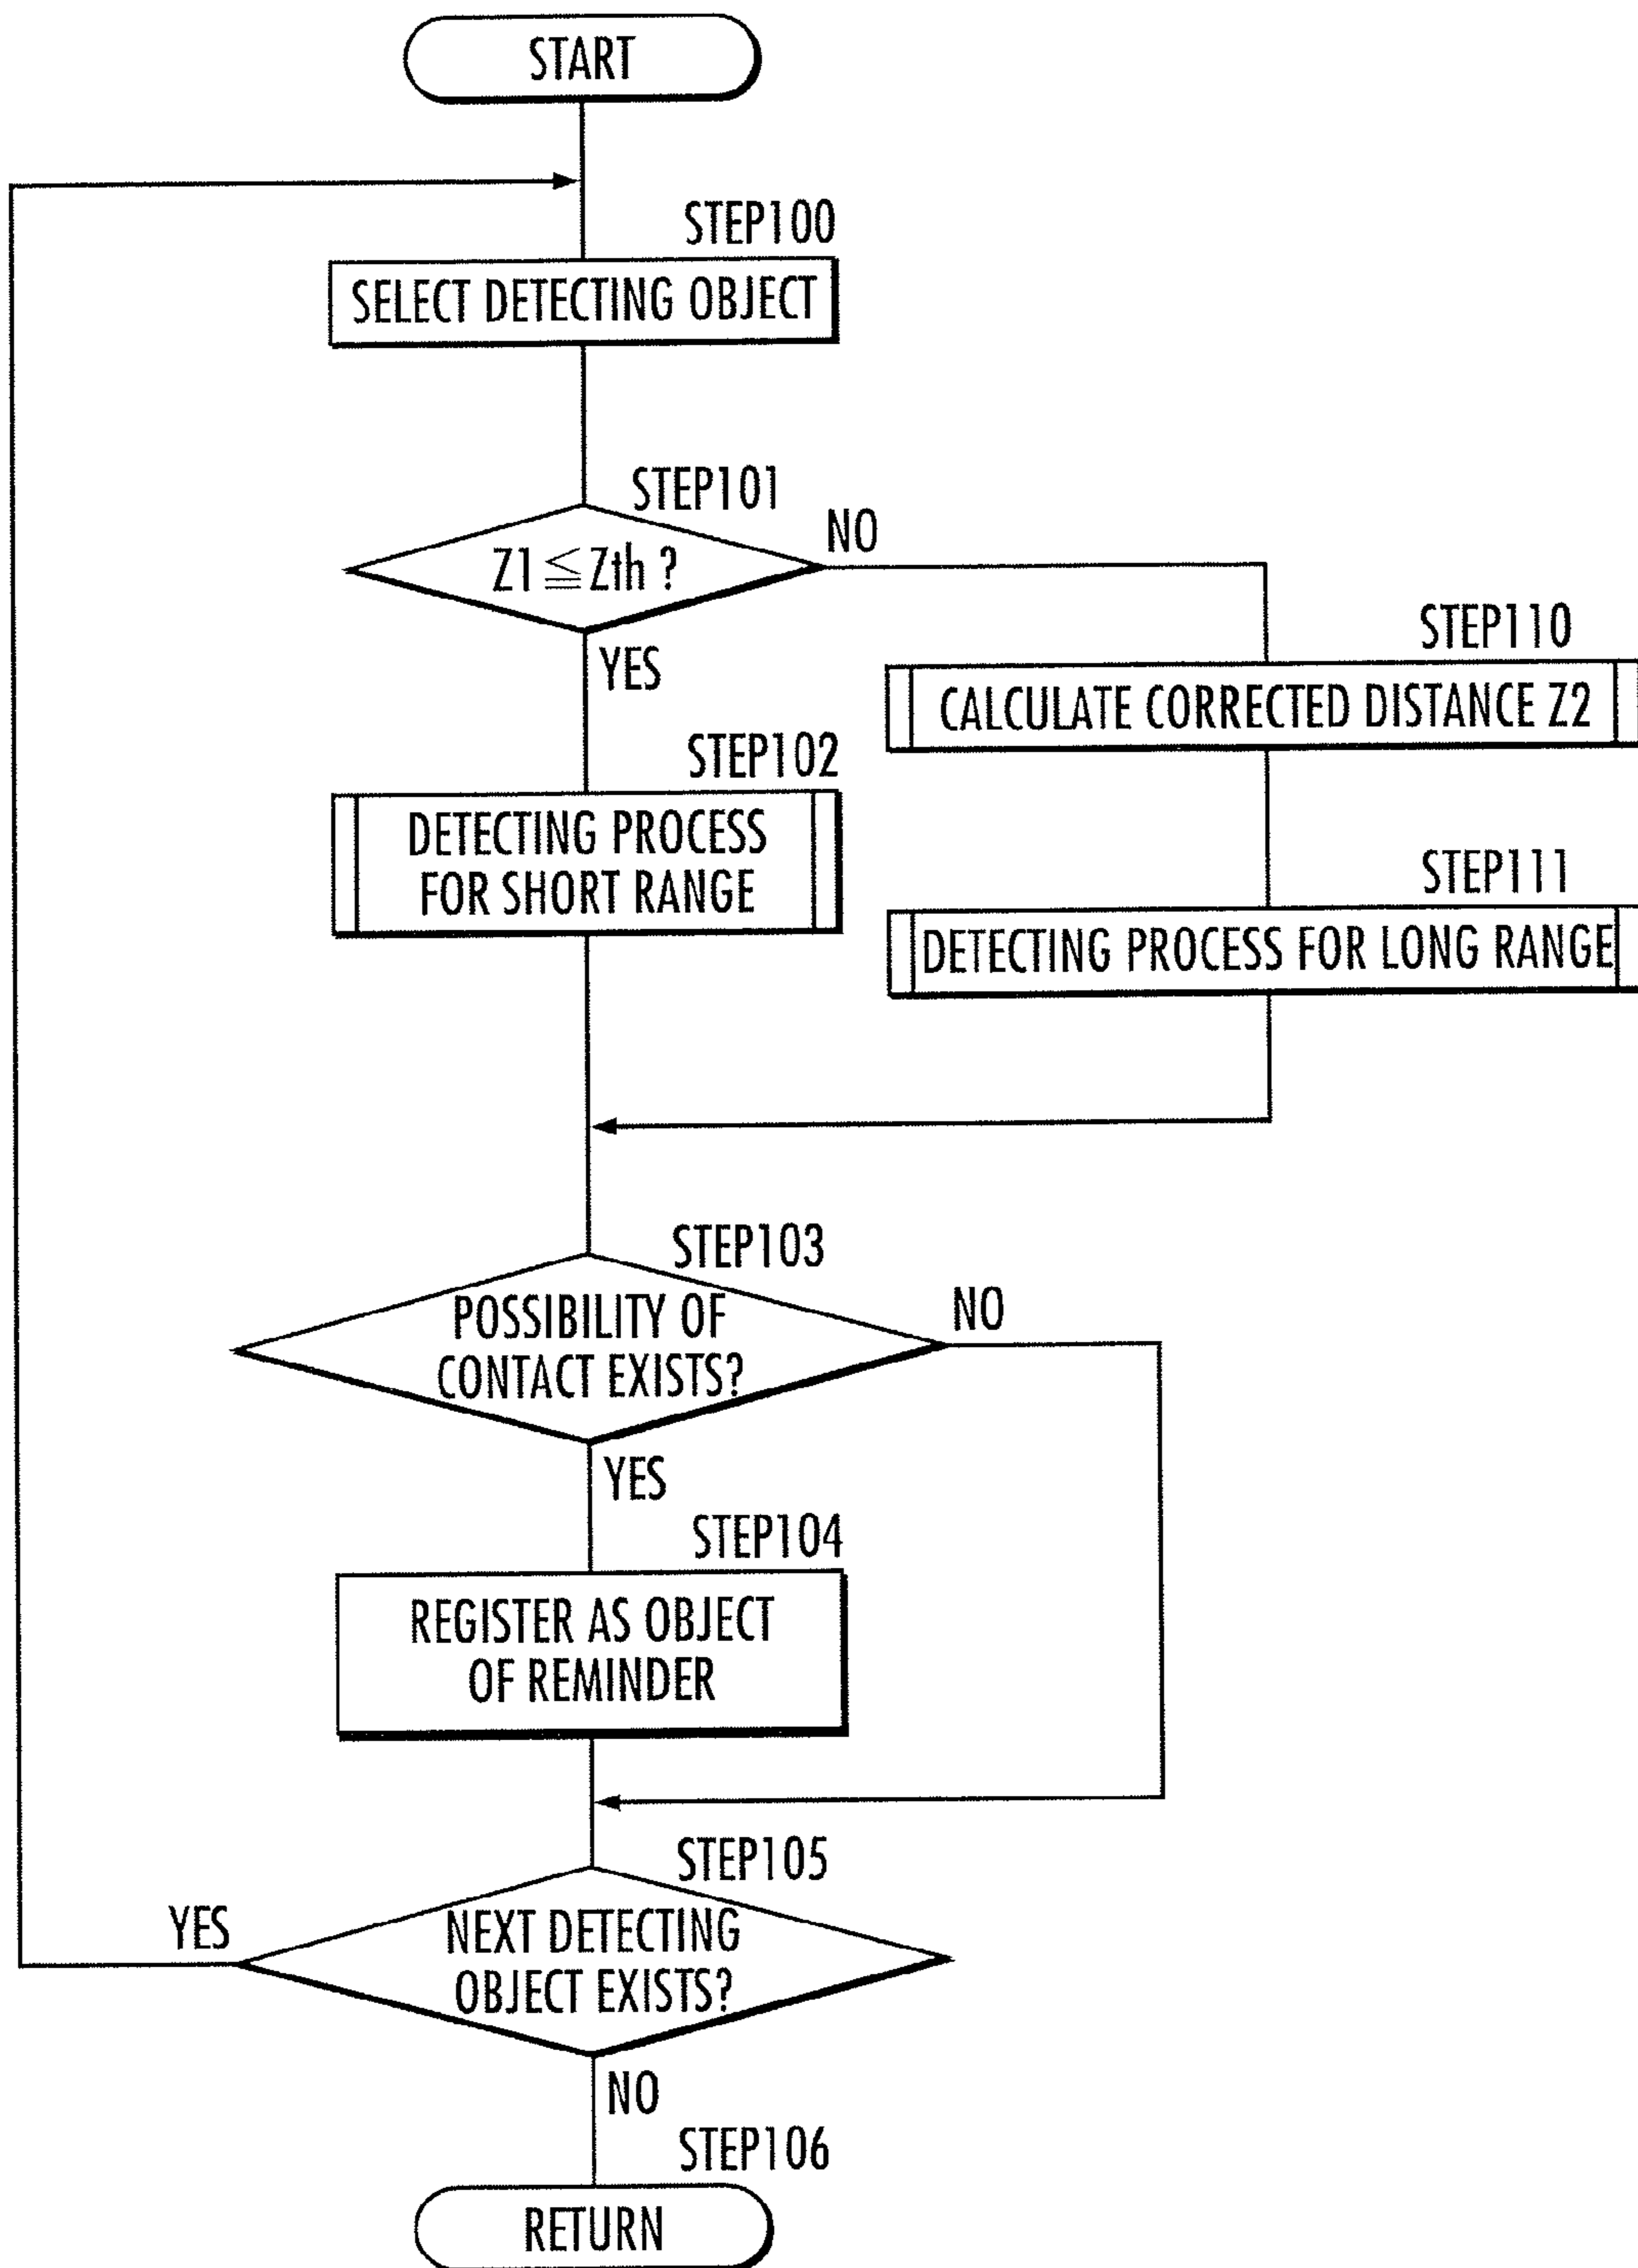 START
STEP100
SELECT DETECTING OBJECT
STEP101
Z1 ≦ Zth ?
NO
YES
STEP110
CALCULATE CORRECTED DISTANCE Z2
STEP102
DETECTING PROCESS
FOR SHORT RANGE
STEP111
DETECTING PROCESS FOR LONG RANGE
STEP103
POSSIBILITY OF
CONTACT EXISTS?
NO
YES
STEP104
REGISTER AS OBJECT
OF REMINDER
STEP105
YES
NEXT DETECTING
OBJECT EXISTS?
NO
STEP106
RETURN